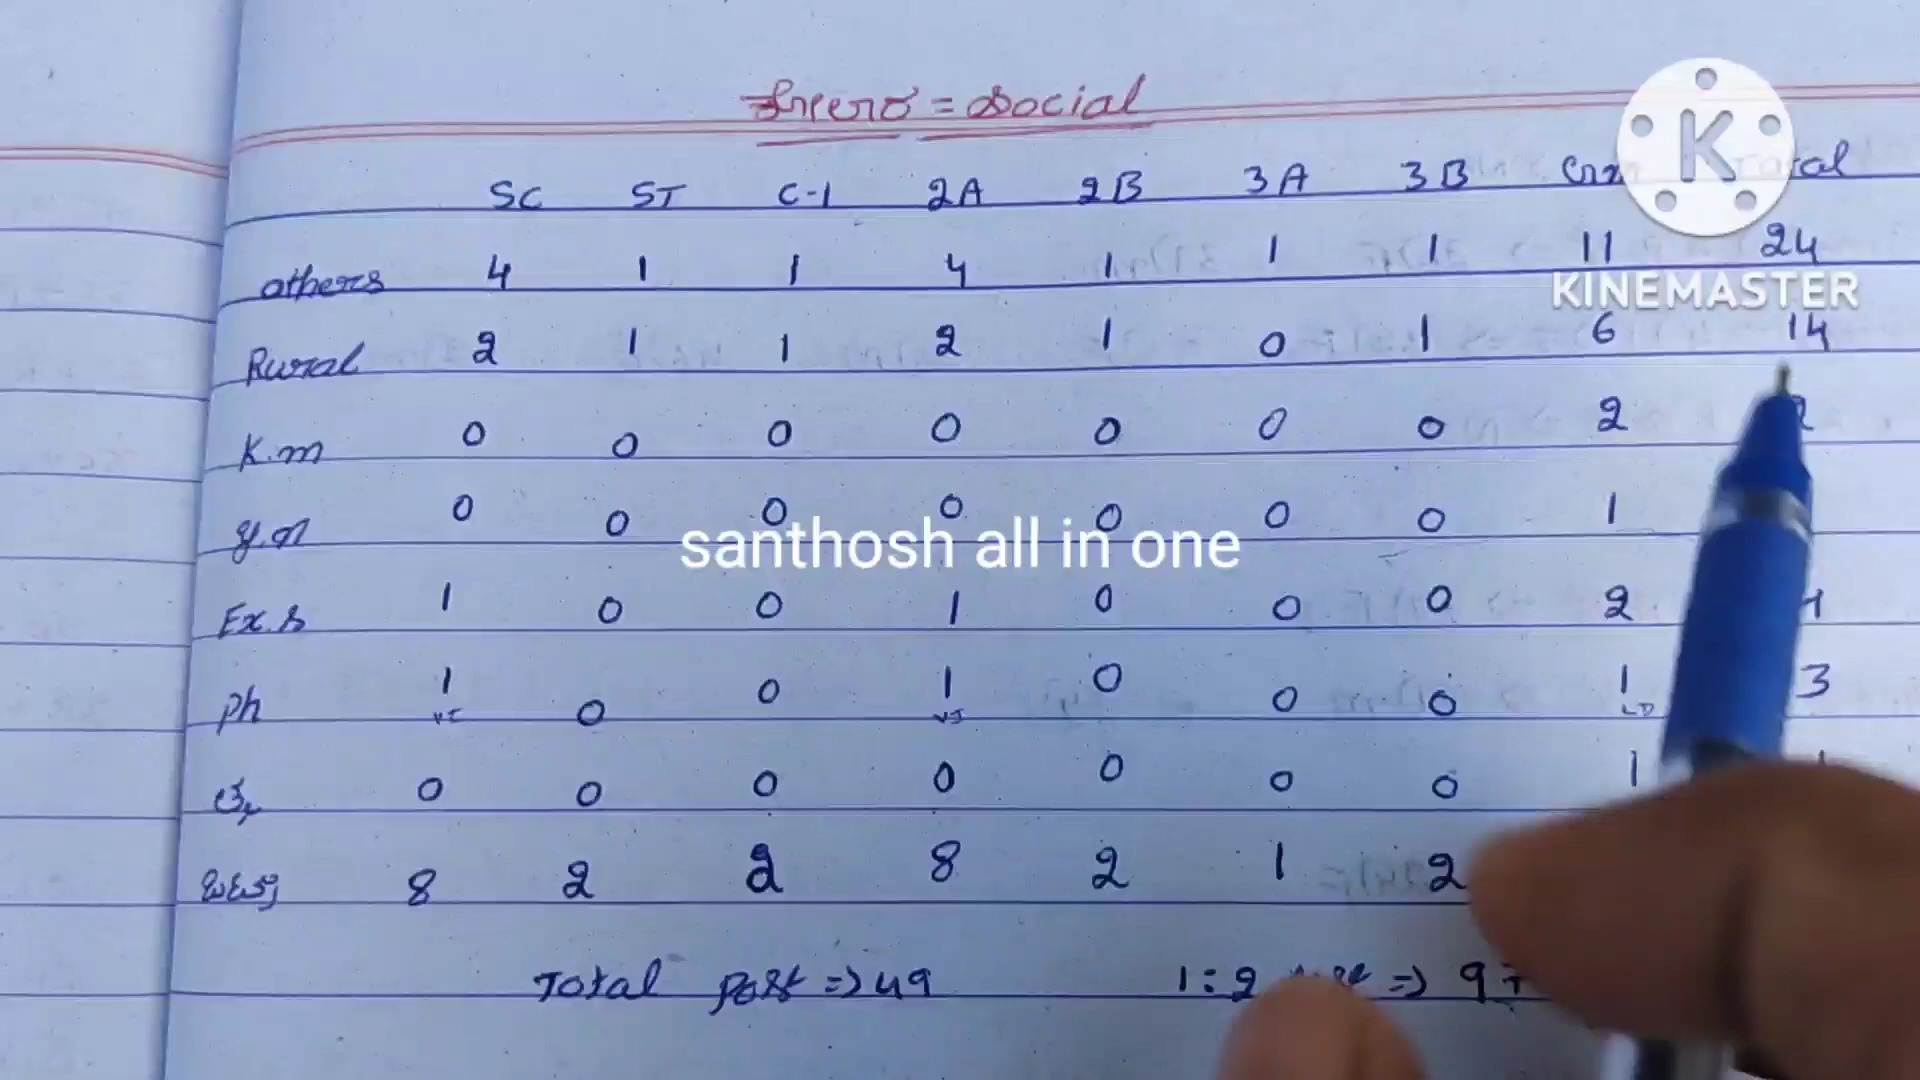 = Social
SC ST C-1 2A 2B 3A 3B
others 4 1 1 4 1 1 1 11 24
KINEMASTER
Rural 2 1 1 2 1 0 1 6 14
K.m 0 0 0 0 0 0 0 2 2
0 0 0 0 0 0 0 1
santhosh all in one
Ex.s 1 0 0 1 0 0 0 2
Ph 1 0 0 1 0 0 0 1 3
0 0 0 0 0 0 0 1
8 2 2 8 2 1 2
Total Post => 49 1:2 => 97